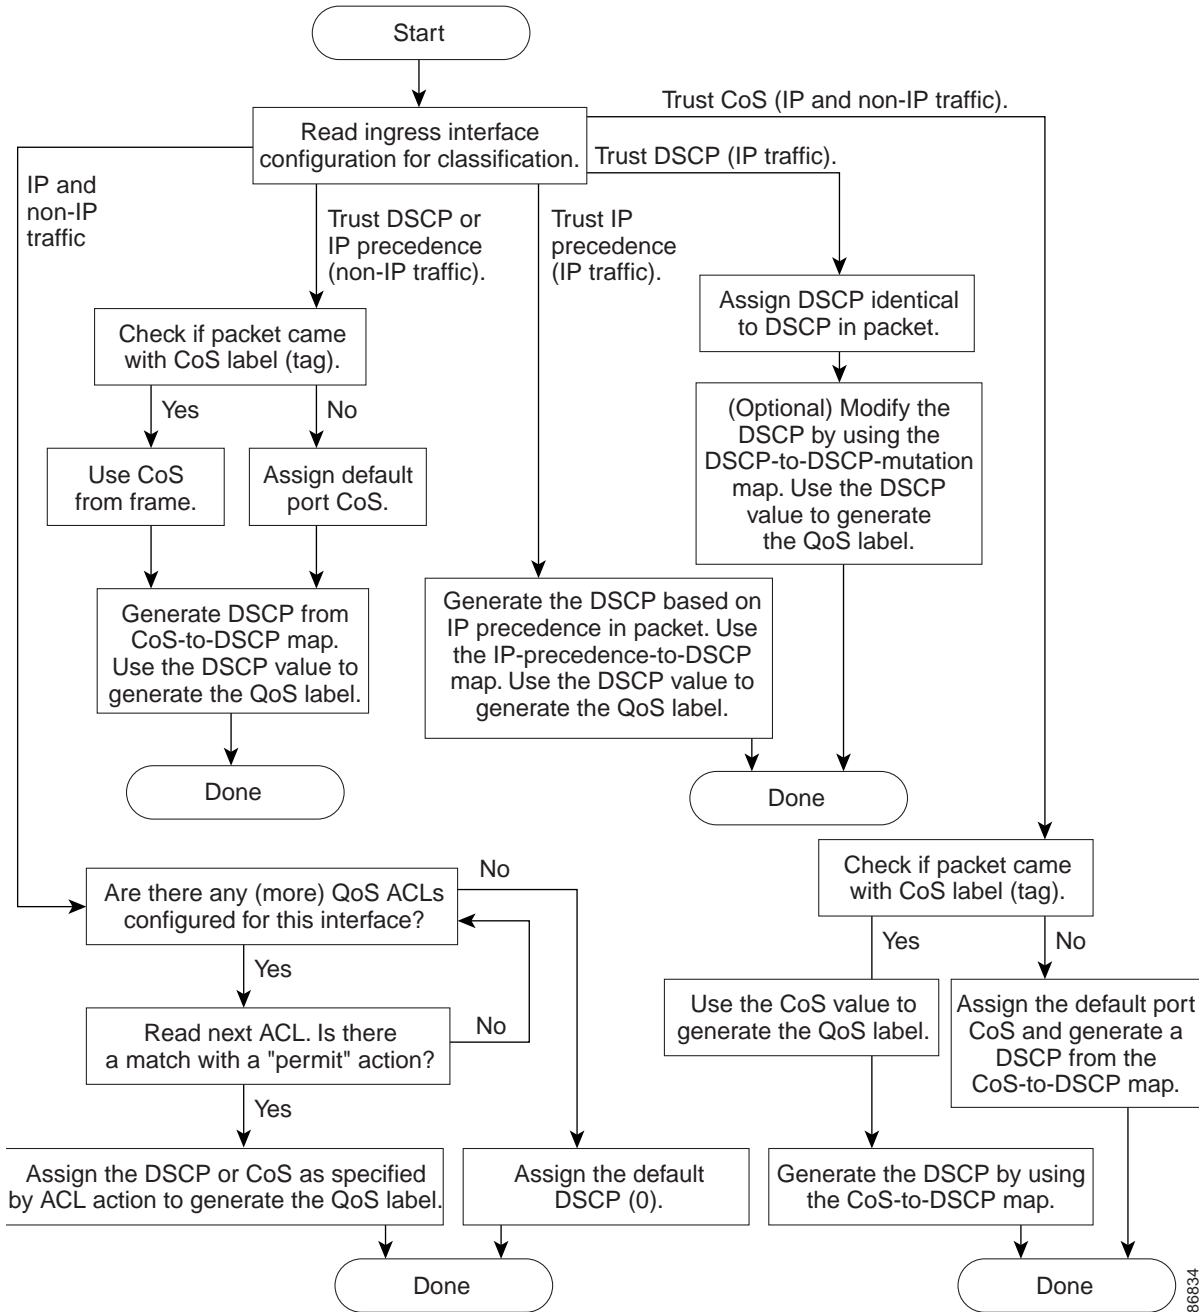 Start
Trust CoS (IP and non-IP traffic).
Read ingress interface
configuration for classification.
Trust DSCP (IP traffic).
IP and
non-IP
traffic
Trust DSCP or
IP precedence
(non-IP traffic).
Trust IP
precedence
(IP traffic).
Assign DSCP identical
to DSCP in packet.
Check if packet came
with CoS label (tag).
Yes
No
(Optional) Modify the
DSCP by using the
DSCP-to-DSCP-mutation
map. Use the DSCP
value to generate
the QoS label.
Use CoS
from frame.
Assign default
port CoS.
Generate DSCP from
CoS-to-DSCP map.
Use the DSCP value to
generate the QoS label.
Generate the DSCP based on
IP precedence in packet. Use
the IP-precedence-to-DSCP
map. Use the DSCP value to
generate the QoS label.
Done
Done
Are there any (more) QoS ACLs
configured for this interface?
No
Check if packet came
with CoS label (tag).
Yes
Yes
No
Read next ACL. Is there
a match with a "permit" action?
No
Use the CoS value to
generate the QoS label.
Assign the default port
CoS and generate a
DSCP from the
CoS-to-DSCP map.
Yes
Assign the DSCP or CoS as specified
by ACL action to generate the QoS label.
Assign the default
DSCP (0).
Generate the DSCP by using
the CoS-to-DSCP map.
Done
Done
86834